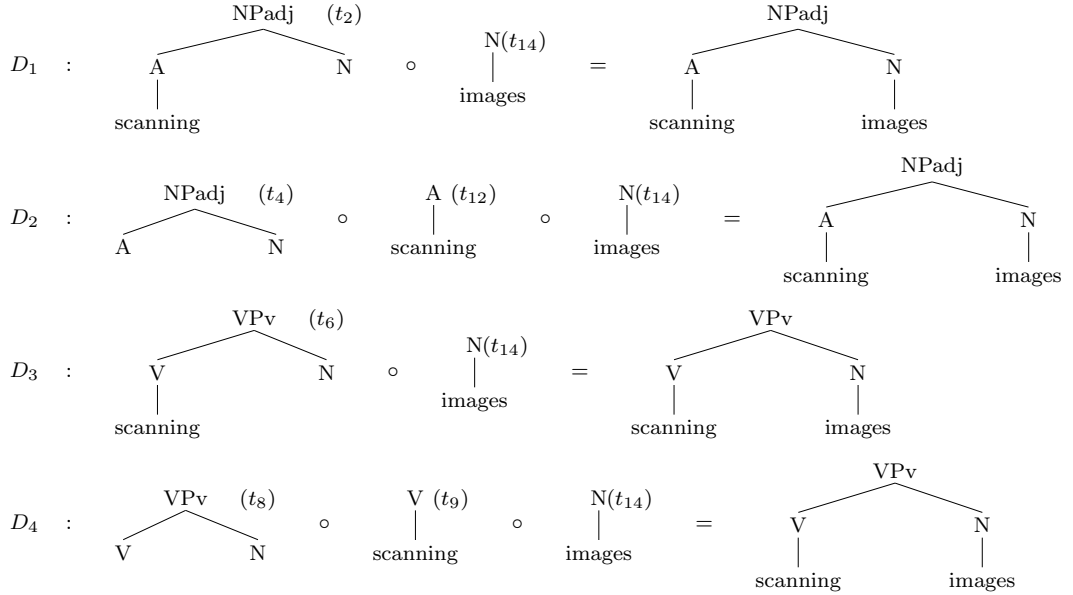 NPadj (t₂)
D₁ : A N ∘ N(t₁₄) = NPadj
scanning images A N
scanning images
NPadj (t₄) A (t₁₂) N(t₁₄) NPadj
D₂ : A N ∘ scanning ∘ images = A N
scanning images
VPv (t₆) N(t₁₄) VPv
D₃ : V N ∘ images = V N
scanning scanning images
VPv (t₈) V (t₉) N(t₁₄) VPv
D₄ : V N ∘ scanning ∘ images = V N
scanning images